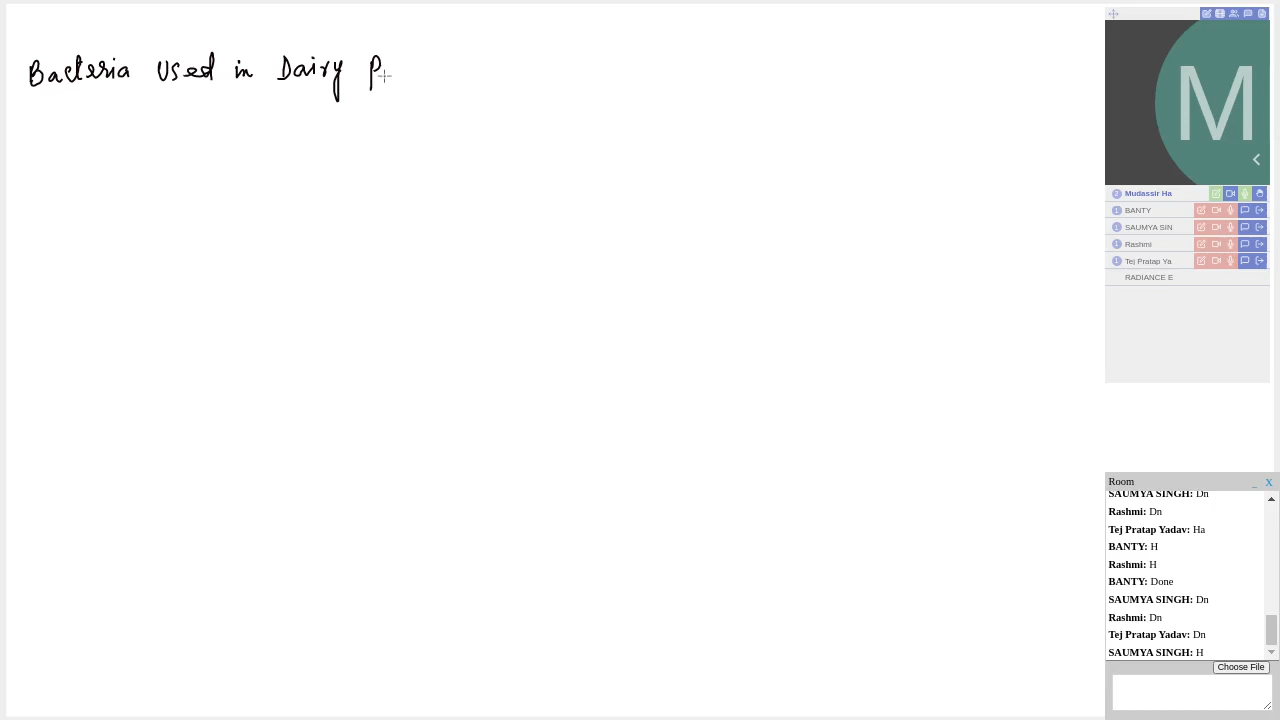 Bacteria Used in Dairy P
M
Mudassir Ha
BANTY
SAUMYA SIN
Rashmi
Tej Pratap Ya
RADIANCE E
Room _ X
SAUMYA SINGH: Dn
Rashmi: Dn
Tej Pratap Yadav: Ha
BANTY: H
Rashmi: H
BANTY: Done
SAUMYA SINGH: Dn
Rashmi: Dn
Tej Pratap Yadav: Dn
SAUMYA SINGH: H
Choose File